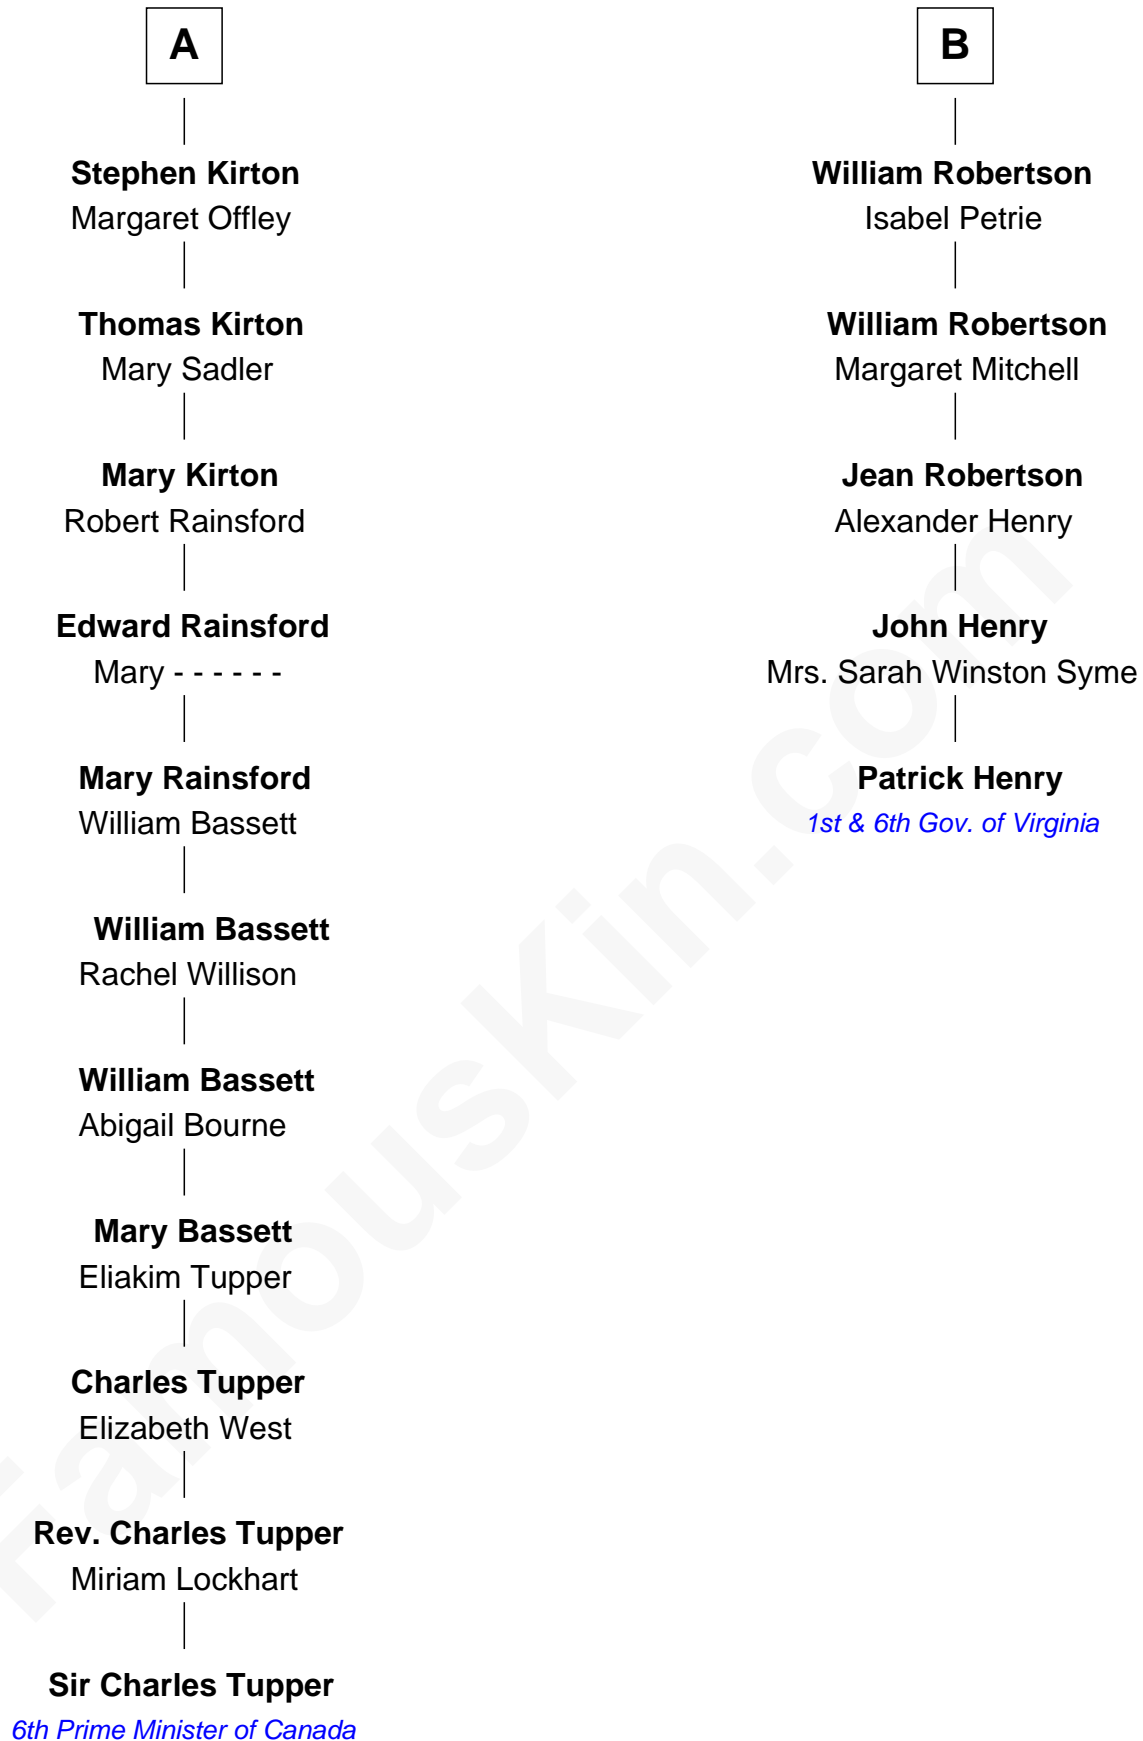 A
Stephen Kirton
Margaret Offley
Thomas Kirton
Mary Sadler
Mary Kirton
Robert Rainsford
Edward Rainsford
Mary - - - - - -
Mary Rainsford
William Bassett
William Bassett
Rachel Willison
William Bassett
Abigail Bourne
Mary Bassett
Eliakim Tupper
Charles Tupper
Elizabeth West
Rev. Charles Tupper
Miriam Lockhart
Sir Charles Tupper
6th Prime Minister of Canada
B
William Robertson
Isabel Petrie
William Robertson
Margaret Mitchell
Jean Robertson
Alexander Henry
John Henry
Mrs. Sarah Winston Syme
Patrick Henry
1st & 6th Gov. of Virginia
FamousKin.com